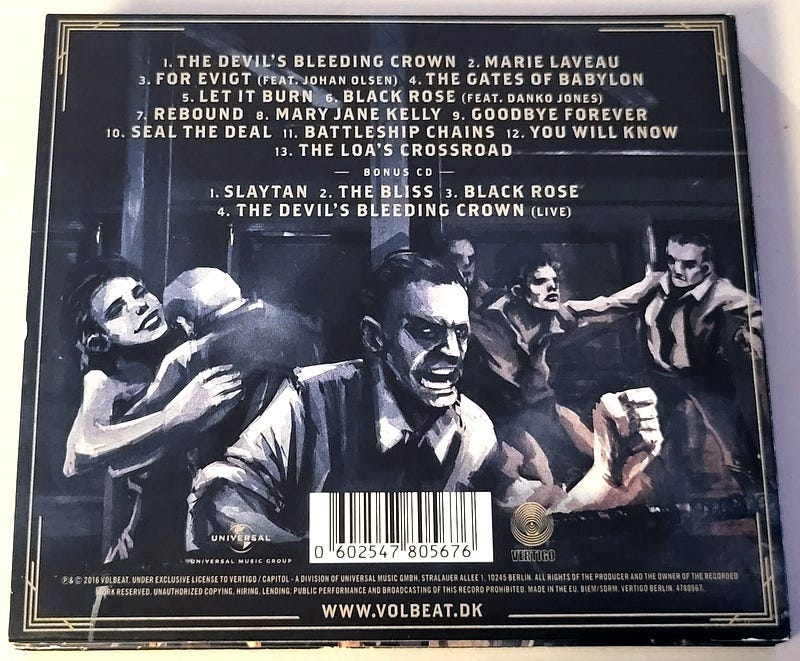 1. THE DEVIL'S BLEEDING CROWN 2. MARIE LAVEAU
3. FOR EVIGT (FEAT. JOHAN OLSEN) 4. THE GATES OF BABYLON
5. LET IT BURN 6. BLACK ROSE (FEAT. DANKO JONES)
7. REBOUND 8. MARY JANE KELLY 9. GOODBYE FOREVER
10. SEAL THE DEAL 11. BATTLESHIP CHAINS 12. YOU WILL KNOW
13. THE LOA'S CROSSROAD
— BONUS CD —
1. SLAYTAN 2. THE BLISS 3. BLACK ROSE
4. THE DEVIL'S BLEEDING CROWN (LIVE)
UNIVERSAL
UNIVERSAL MUSIC GROUP
0 602547 805676
VERTIGO
℗ & © 2016 VOLBEAT. UNDER EXCLUSIVE LICENSE TO VERTIGO / CAPITOL - A DIVISION OF UNIVERSAL MUSIC GMBH, STRALAUER ALLEE 1, 10245 BERLIN. ALL RIGHTS OF THE PRODUCER AND THE OWNER OF THE RECORDED
WORK RESERVED. UNAUTHORIZED COPYING, HIRING, LENDING, PUBLIC PERFORMANCE AND BROADCASTING OF THIS RECORD PROHIBITED. MADE IN THE EU. BIEM/SDRM. VERTIGO BERLIN. 4780567.
WWW.VOLBEAT.DK